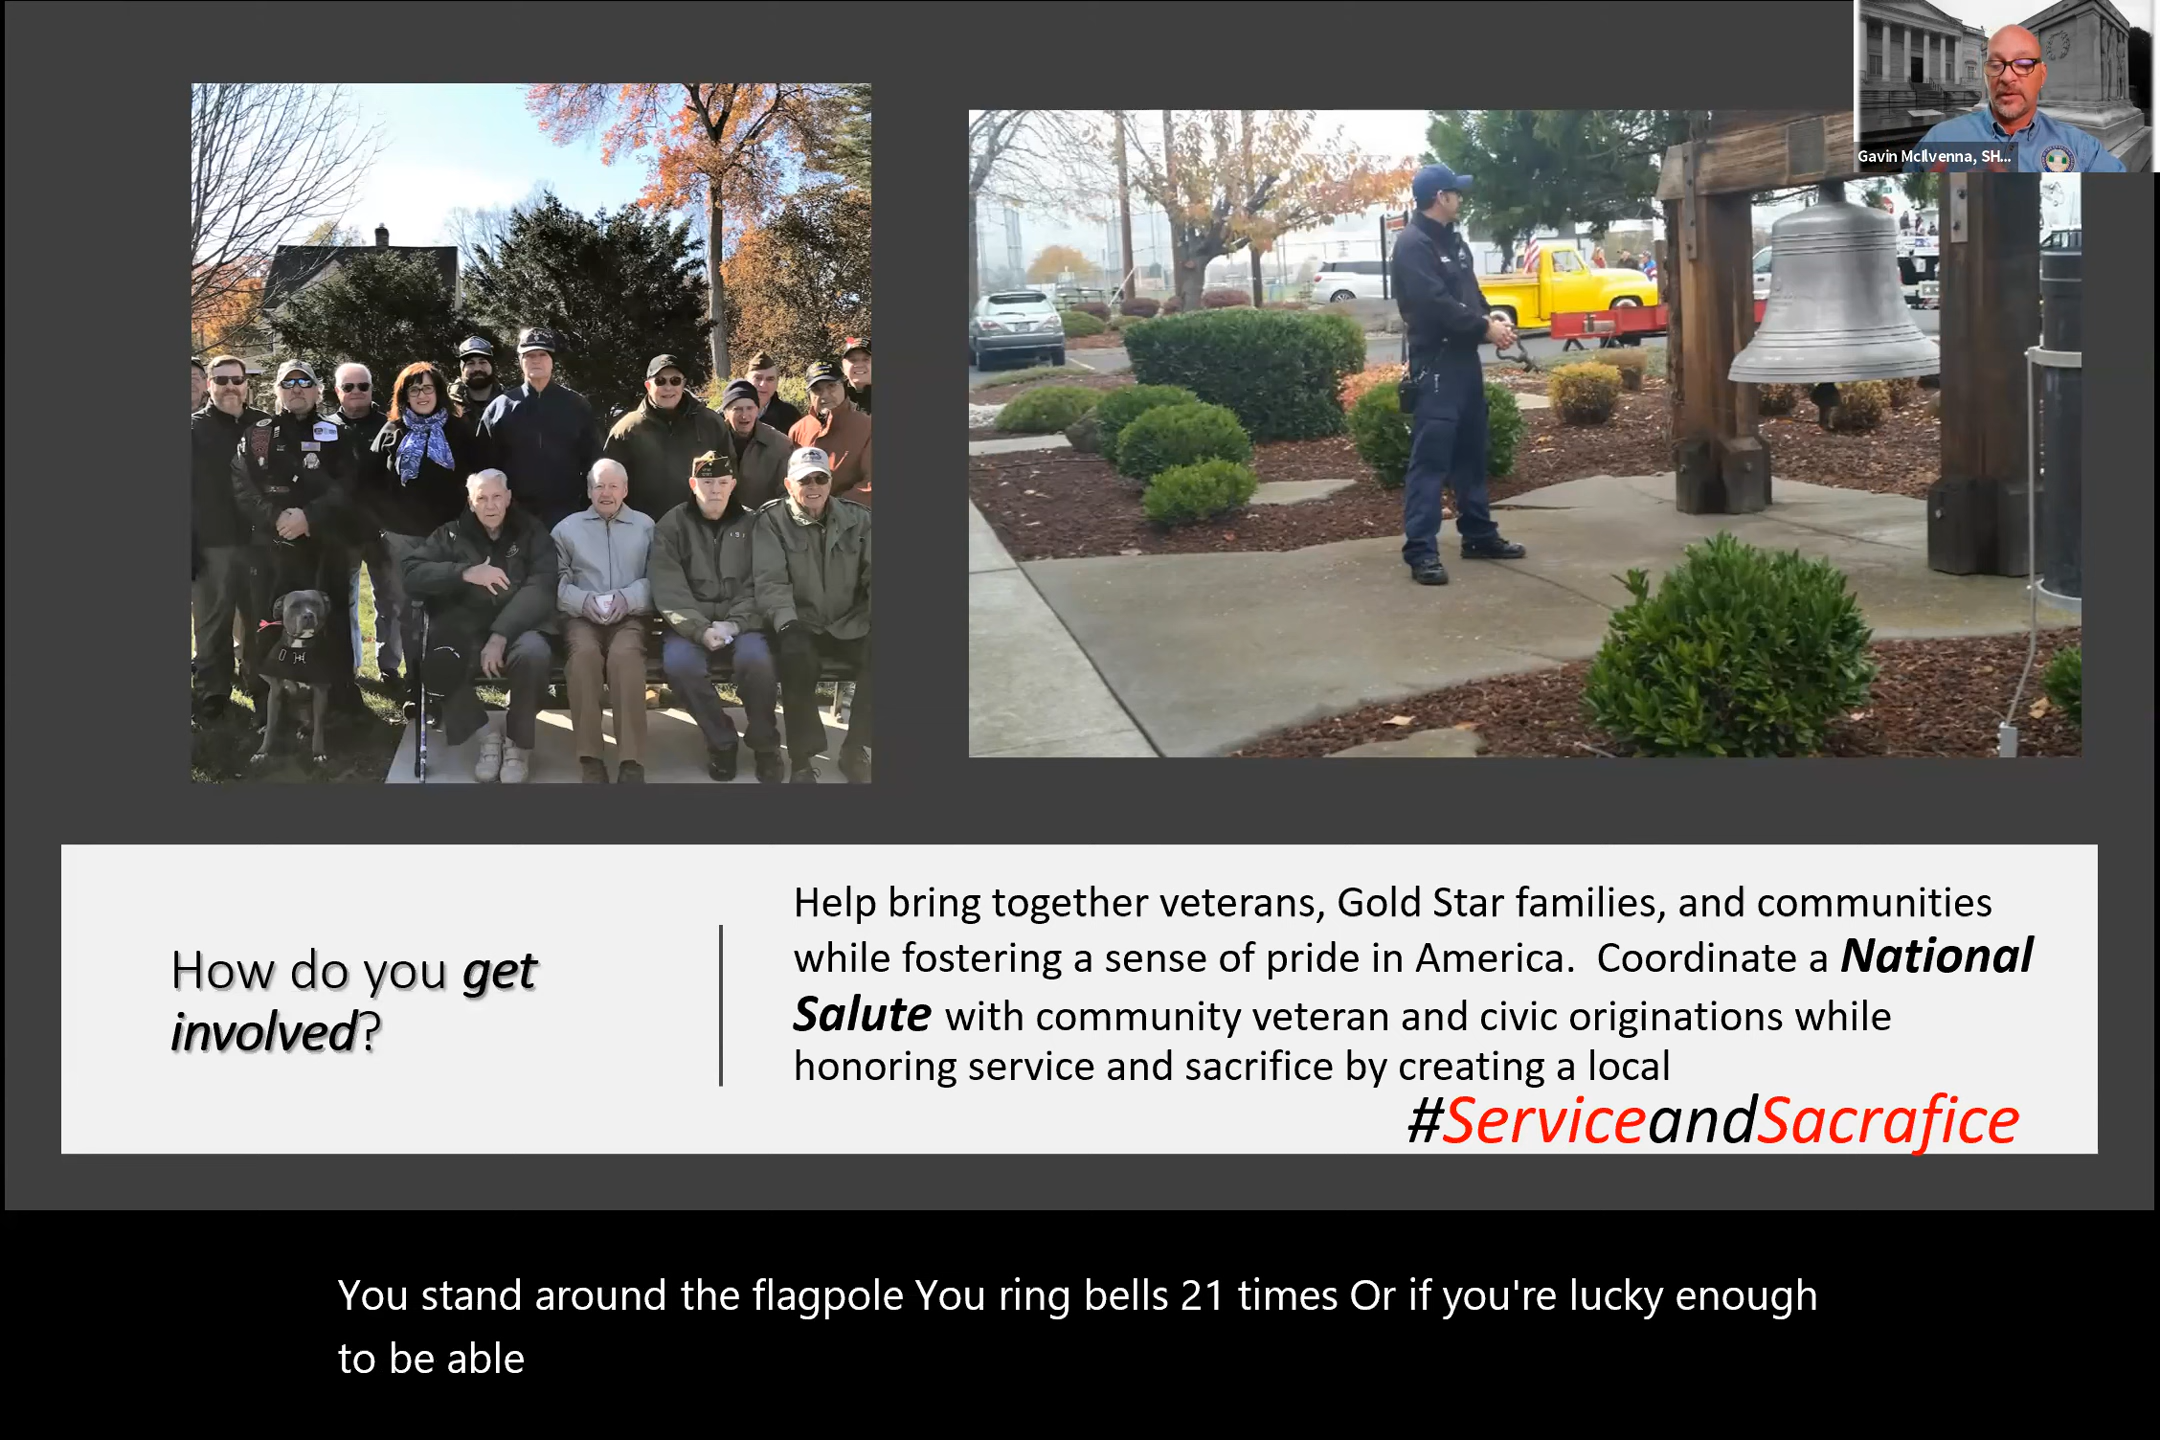 Gavin McIlvenna, SH...
How do you get
involved?
Help bring together veterans, Gold Star families, and communities
while fostering a sense of pride in America. Coordinate a National
Salute with community veteran and civic originations while
honoring service and sacrifice by creating a local
#ServiceandSacrafice
You stand around the flagpole You ring bells 21 times Or if you're lucky enough
to be able